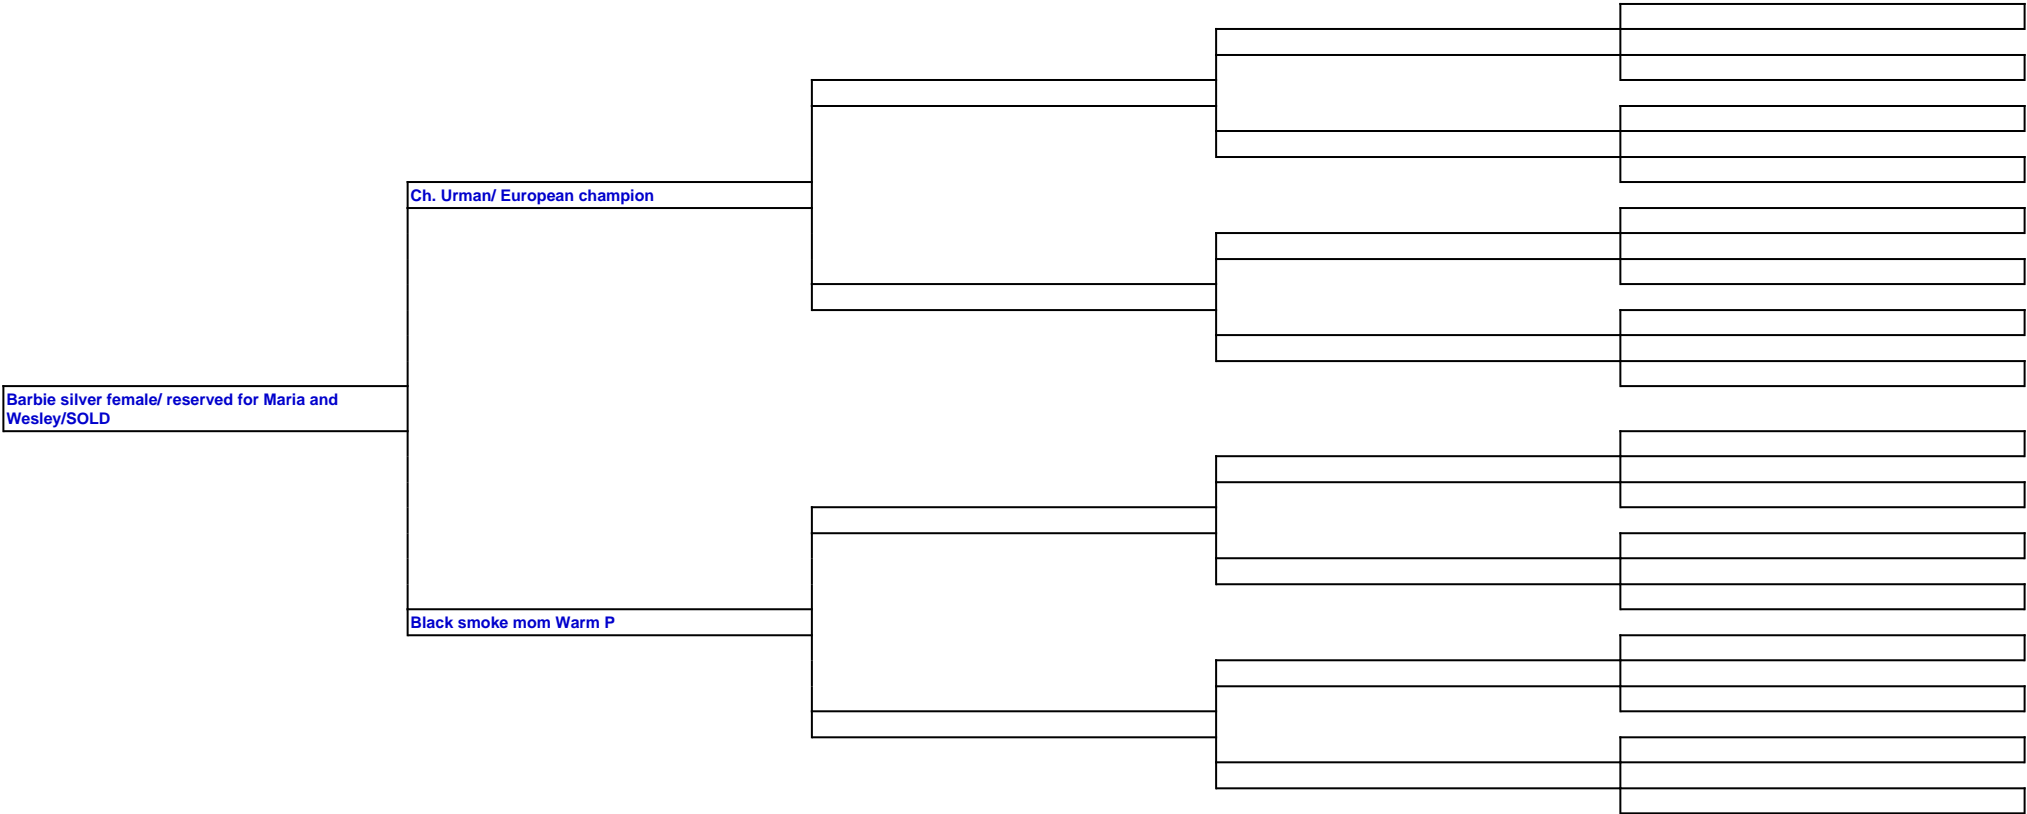 Ch. Urman/ European champion
Barbie silver female/ reserved for Maria and
Wesley/SOLD
Black smoke mom Warm P